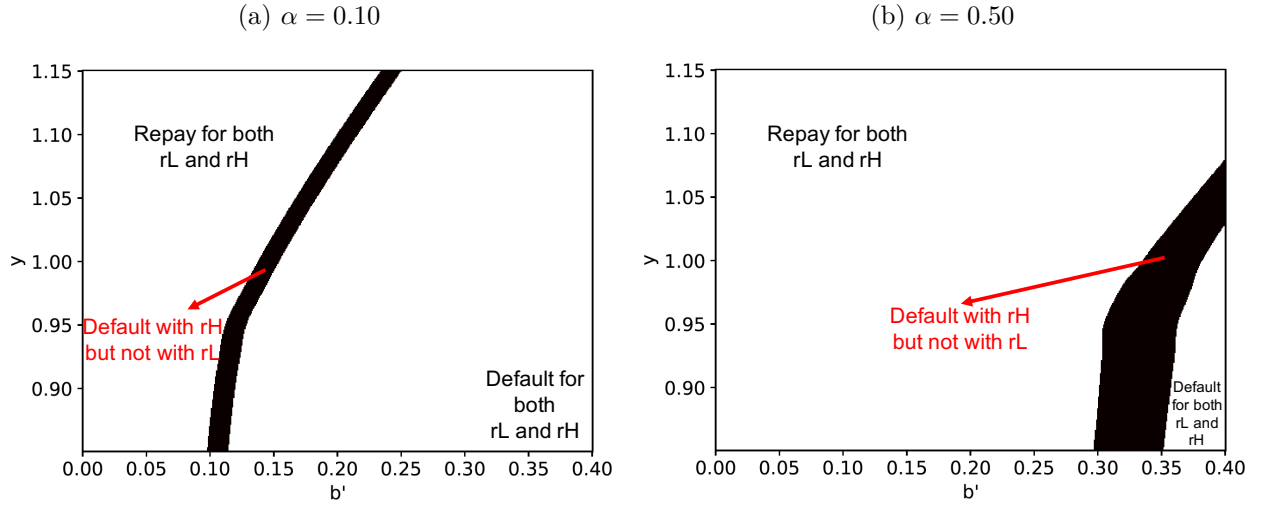 (a) α = 0.10
1.15
1.10
1.05
1.00
0.95
0.90
y
Repay for both
rL and rH
Default with rH
but not with rL
Default for
both
rL and rH
0.00 0.05 0.10 0.15 0.20 0.25 0.30 0.35 0.40
b'
(b) α = 0.50
1.15
1.10
1.05
1.00
0.95
0.90
y
Repay for both
rL and rH
Default with rH
but not with rL
Default
for both
rL and
rH
0.00 0.05 0.10 0.15 0.20 0.25 0.30 0.35 0.40
b'